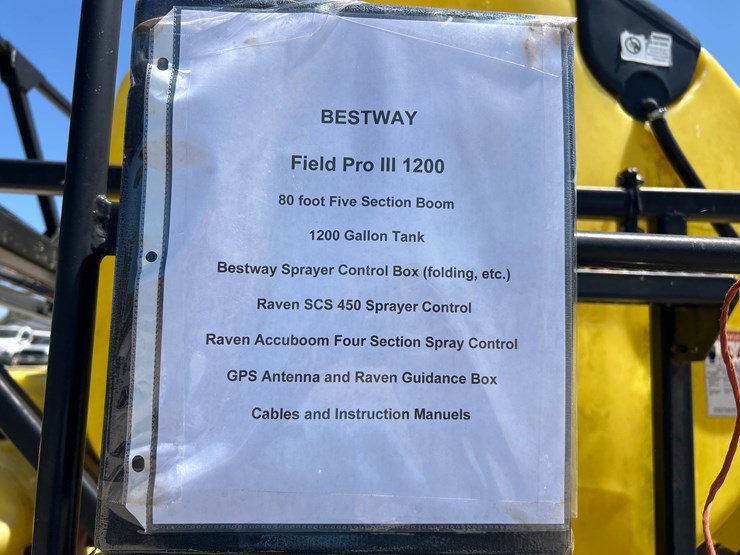 BESTWAY
Field Pro III 1200
80 foot Five Section Boom
1200 Gallon Tank
Bestway Sprayer Control Box (folding, etc.)
Raven SCS 450 Sprayer Control
Raven Accuboom Four Section Spray Control
GPS Antenna and Raven Guidance Box
Cables and Instruction Manuels